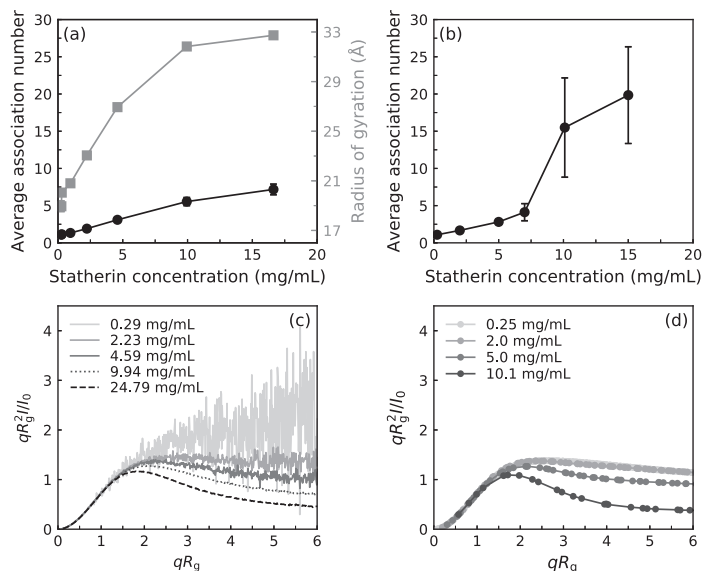 (a)
Average association number
30
25
20
15
10
5
0
33
31
29
27
25
23
21
19
17
Radius of gyration (Å)
0 5 10 15 20
Statherin concentration (mg/mL)
(b)
Average association number
30
25
20
15
10
5
0
0 5 10 15 20
Statherin concentration (mg/mL)
(c)
0.29 mg/mL
2.23 mg/mL
4.59 mg/mL
9.94 mg/mL
24.79 mg/mL
qR_g^2I/I_0
4
3
2
1
0
0 1 2 3 4 5 6
qR_g
(d)
0.25 mg/mL
2.0 mg/mL
5.0 mg/mL
10.1 mg/mL
qR_g^2I/I_0
4
3
2
1
0
0 1 2 3 4 5 6
qR_g